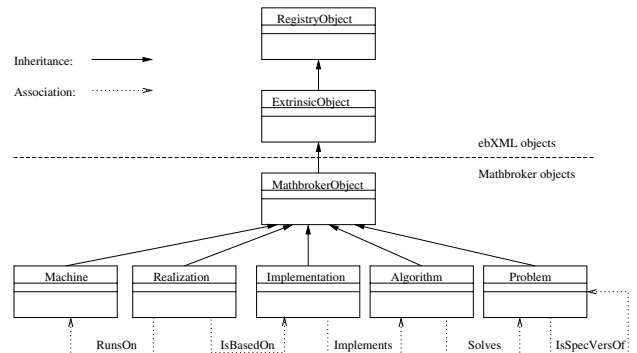 RegistryObject
Inheritance:
Association:
ExtrinsicObject
ebXML objects
Mathbroker objects
MathbrokerObject
Machine Realization Implementation Algorithm Problem
RunsOn IsBasedOn Implements Solves IsSpecVersOf